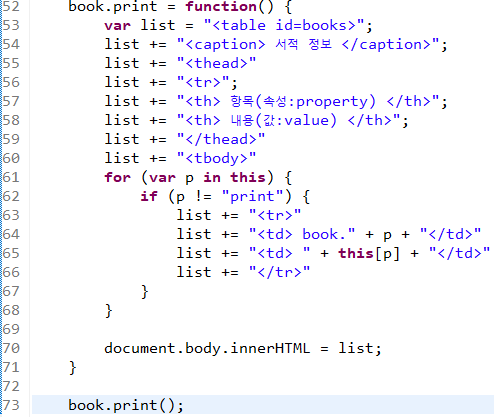 52 book.print = function() {
53 var list = "<table id=books>";
54 list += "<caption> 서적 정보 </caption>";
55 list += "<thead>"
56 list += "<tr>";
57 list += "<th> 항목(속성:property) </th>";
58 list += "<th> 내용(값:value) </th>";
59 list += "</thead>"
60 list += "<tbody>"
61 for (var p in this) {
62 if (p != "print") {
63 list += "<tr>"
64 list += "<td> book." + p + "</td>"
65 list += "<td> " + this[p] + "</td>"
66 list += "</tr>"
67 }
68 }
69
70 document.body.innerHTML = list;
71 }
72
73 book.print();